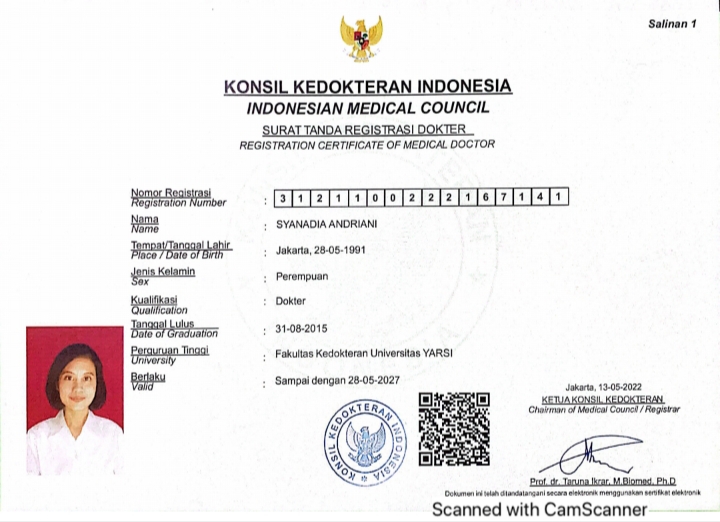 Salinan 1
KONSIL KEDOKTERAN INDONESIA
INDONESIAN MEDICAL COUNCIL
SURAT TANDA REGISTRASI DOKTER
REGISTRATION CERTIFICATE OF MEDICAL DOCTOR
Nomor Registrasi
Registration Number : 3 1 2 1 1 0 0 2 2 2 1 6 7 1 4 1
Nama
Name : SYANADIA ANDRIANI
Tempat/Tanggal Lahir
Place / Date of Birth : Jakarta, 28-05-1991
Jenis Kelamin
Sex : Perempuan
Kualifikasi
Qualification : Dokter
Tanggal Lulus
Date of Graduation : 31-08-2015
Perguruan Tinggi
University : Fakultas Kedokteran Universitas YARSI
Berlaku
Valid : Sampai dengan 28-05-2027
Jakarta, 13-05-2022
KETUA KONSIL KEDOKTERAN
Chairman of Medical Council / Registrar
KONSIL KEDOKTERAN INDONESIA
Prof. dr. Taruna Ikrar, M.Biomed, Ph.D
Dokumen ini telah ditandatangani secara elektronik menggunakan sertifikat elektronik
Scanned with CamScanner